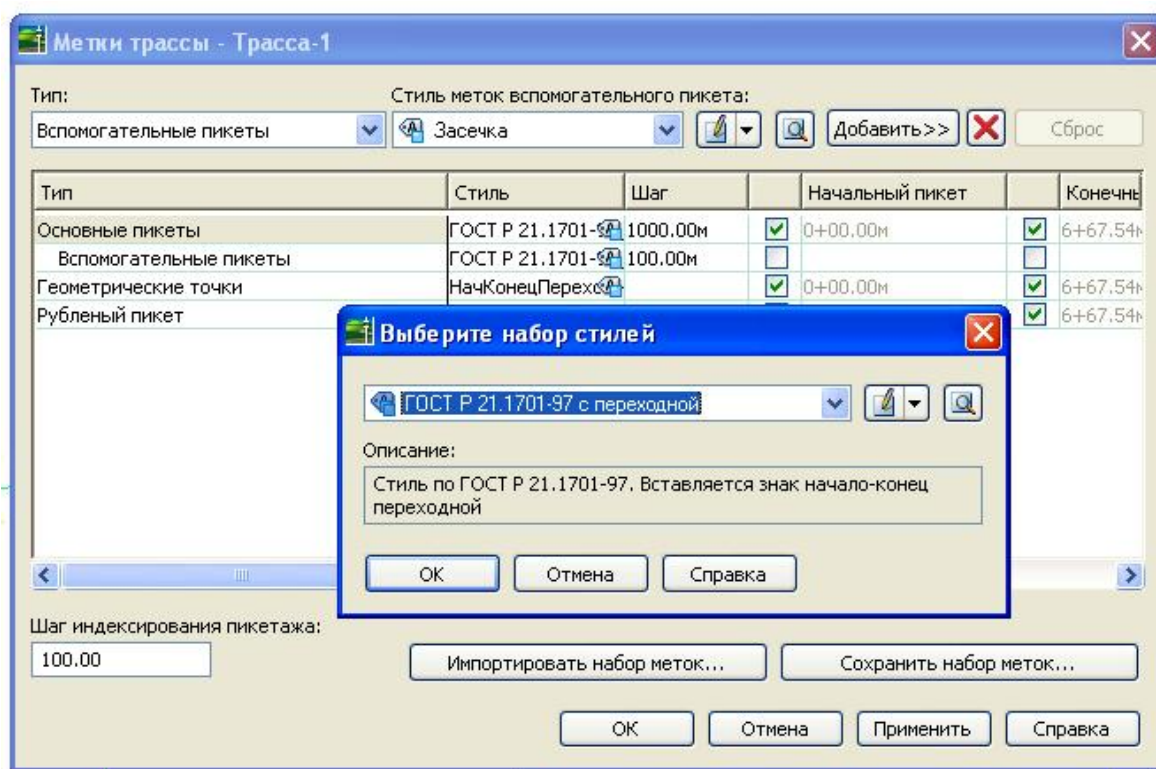 Метки трассы - Трасса-1
Тип: Стиль меток вспомогательного пикета:
Вспомогательные пикеты Засечка Добавить>> Сброс
Тип Стиль Шаг Начальный пикет Конечнь
Основные пикеты ГОСТ Р 21.1701- 1000.00м 0+00.00м 6+67.54м
Вспомогательные пикеты ГОСТ Р 21.1701- 100.00м
Геометрические точки НачКонецПерехо 0+00.00м 6+67.54м
Рубленый пикет 6+67.54м
Выберите набор стилей
ГОСТ Р 21.1701-97 с переходной
Описание:
Стиль по ГОСТ Р 21.1701-97. Вставляется знак начало-конец
переходной
ОК Отмена Справка
Шаг индексирования пикетажа:
100.00 Импортировать набор меток... Сохранить набор меток...
ОК Отмена Применить Справка